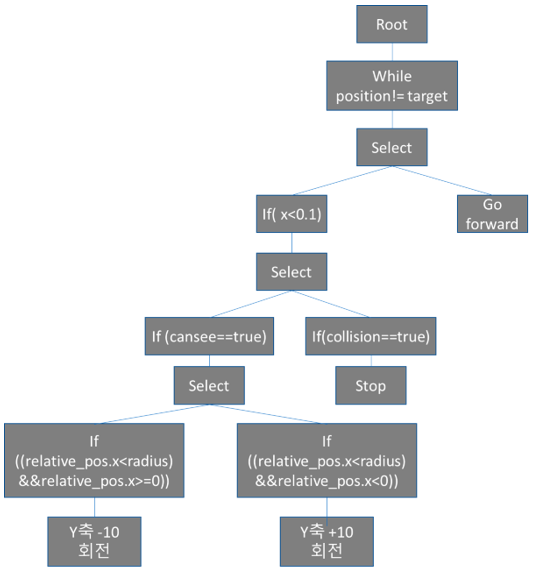 Root
While
position!= target
Select
If( x<0.1)
Go
forward
Select
If (cansee==true)
If(collision==true)
Select
Stop
If
((relative_pos.x<radius)
&&relative_pos.x>=0))
If
((relative_pos.x<radius)
&&relative_pos.x<0))
Y축 -10
회전
Y축 +10
회전